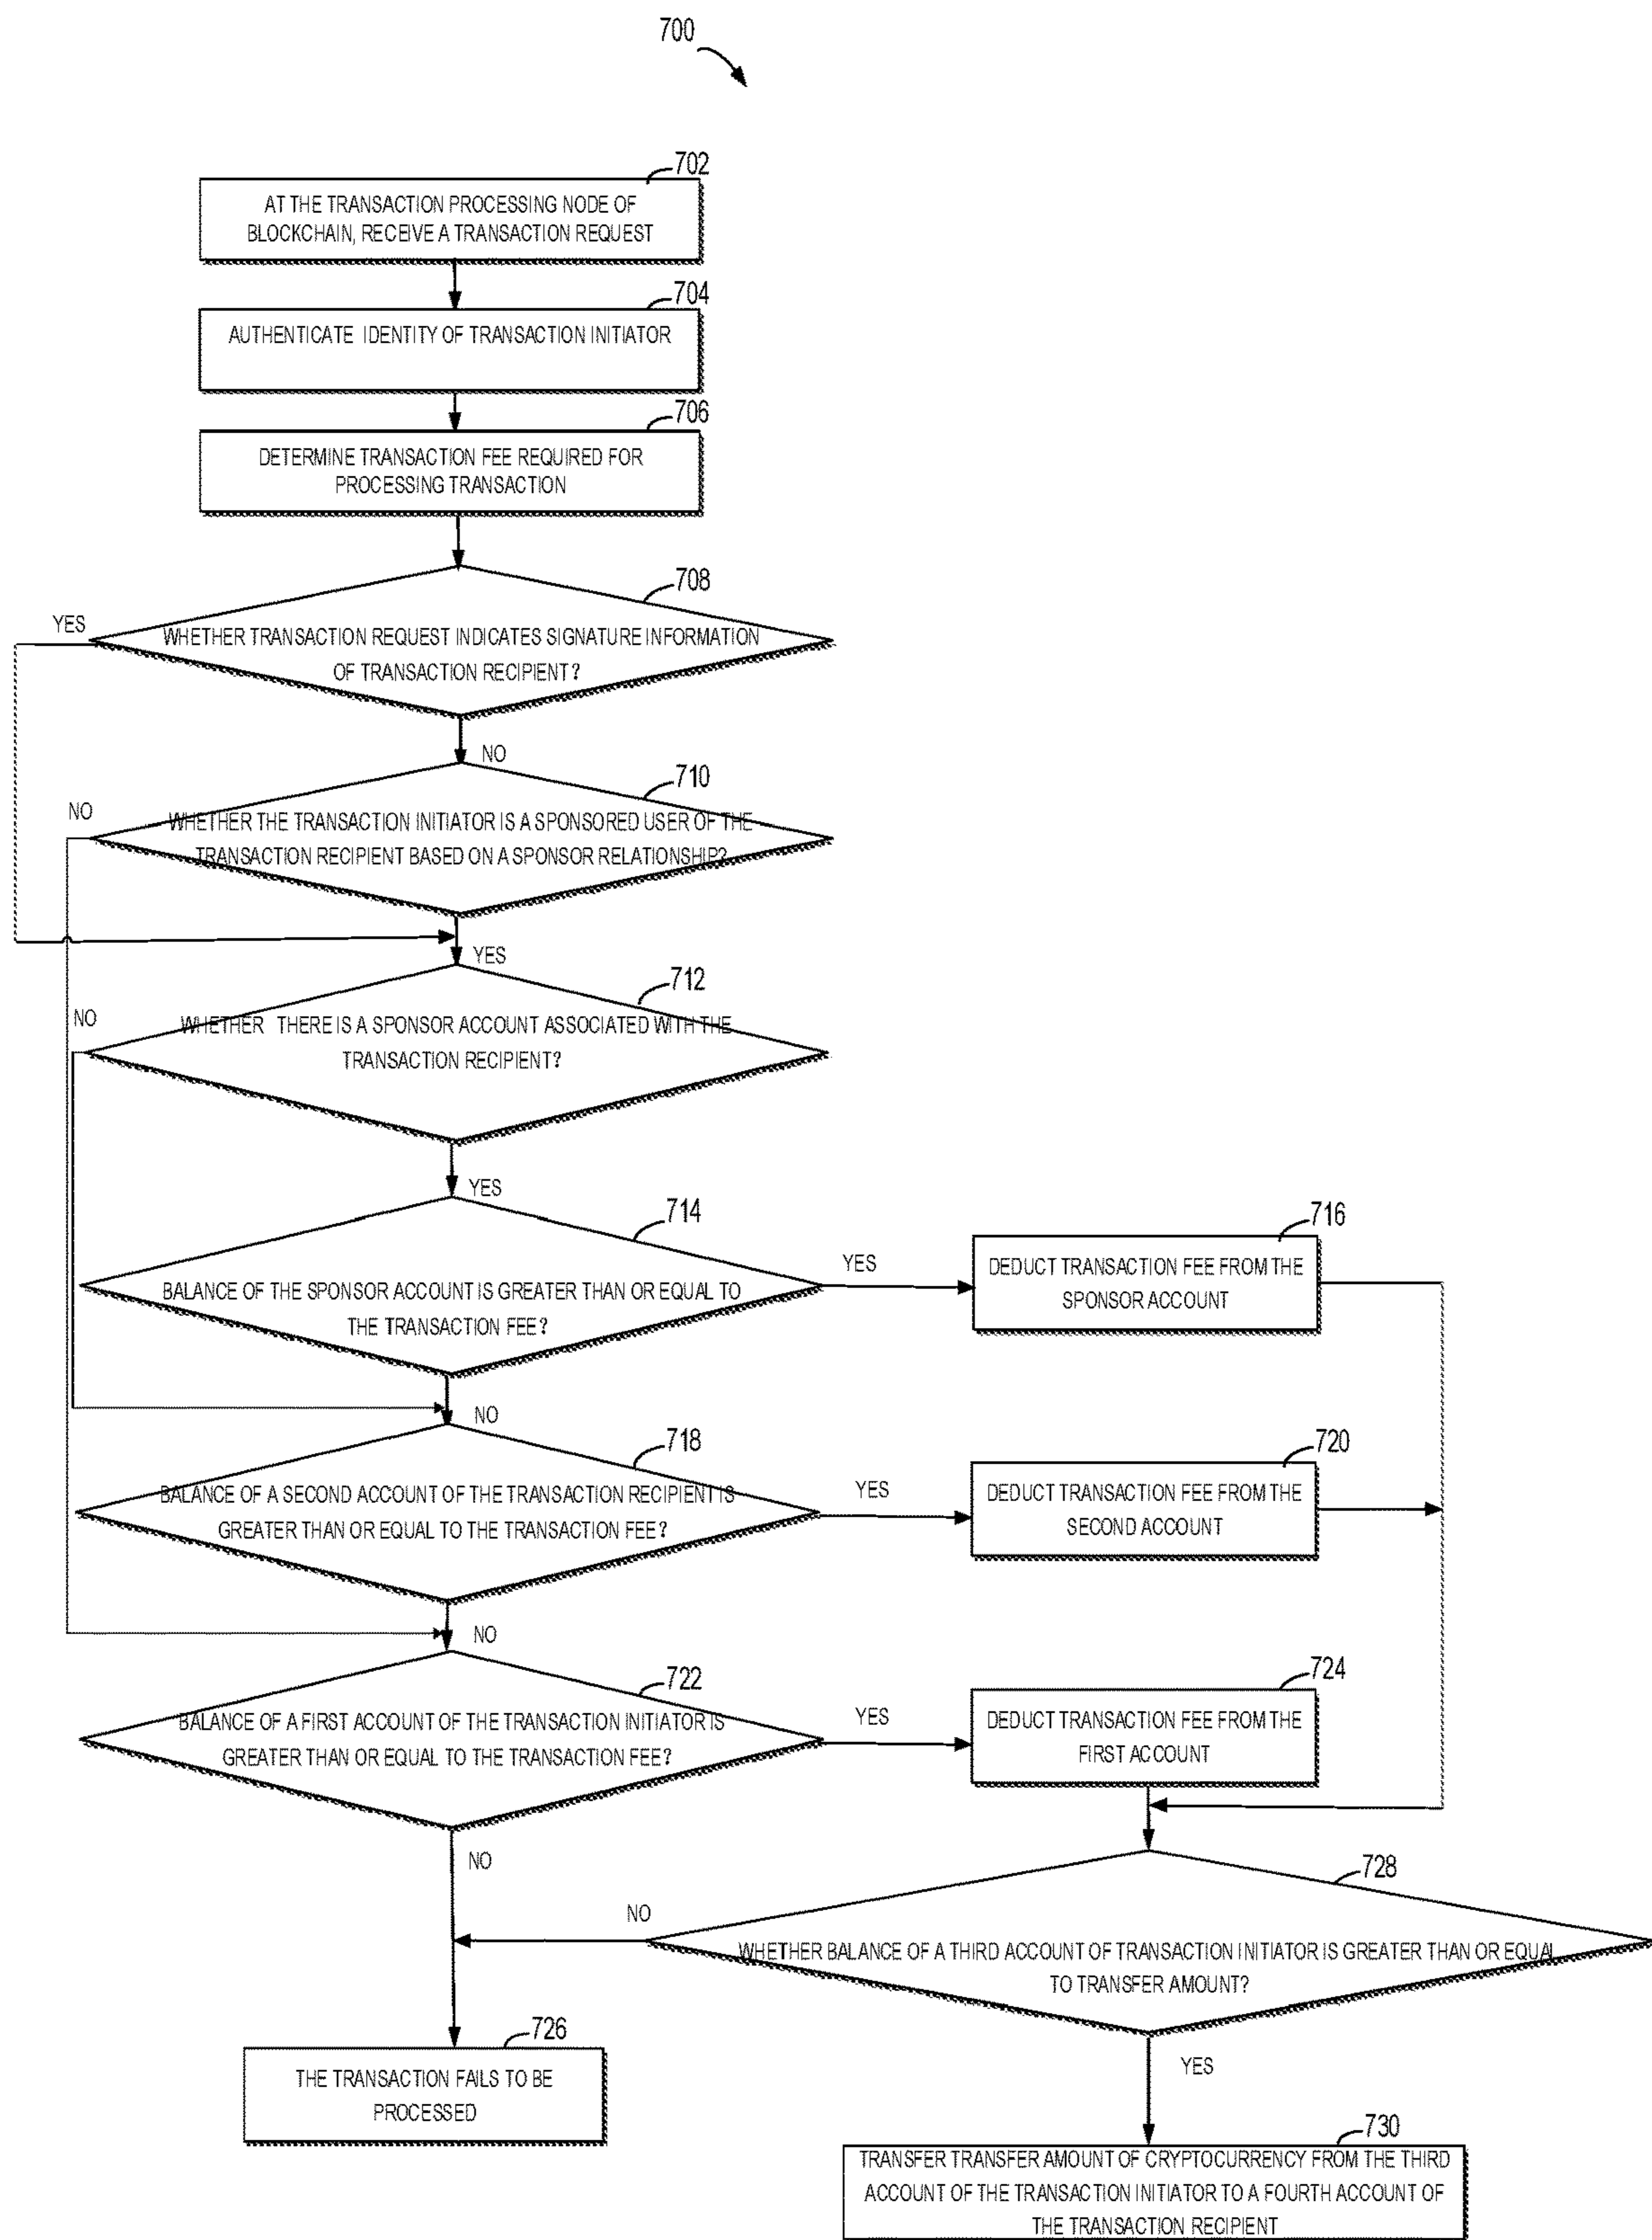 700
702
AT THE TRANSACTION PROCESSING NODE OF
BLOCKCHAIN, RECEIVE A TRANSACTION REQUEST
704
AUTHENTICATE IDENTITY OF TRANSACTION INITIATOR
706
DETERMINE TRANSACTION FEE REQUIRED FOR
PROCESSING TRANSACTION
708
YES
WHETHER TRANSACTION REQUEST INDICATES SIGNATURE INFORMATION
OF TRANSACTION RECIPIENT?
NO
710
NO
WHETHER THE TRANSACTION INITIATOR IS A SPONSORED USER OF THE
TRANSACTION RECIPIENT BASED ON A SPONSOR RELATIONSHIP?
YES
712
NO
WHETHER THERE IS A SPONSOR ACCOUNT ASSOCIATED WITH THE
TRANSACTION RECIPIENT?
YES
714
BALANCE OF THE SPONSOR ACCOUNT IS GREATER THAN OR EQUAL TO
THE TRANSACTION FEE?
YES
716
DEDUCT TRANSACTION FEE FROM THE
SPONSOR ACCOUNT
NO
718
BALANCE OF A SECOND ACCOUNT OF THE TRANSACTION RECIPIENT IS
GREATER THAN OR EQUAL TO THE TRANSACTION FEE?
YES
720
DEDUCT TRANSACTION FEE FROM THE
SECOND ACCOUNT
NO
722
BALANCE OF A FIRST ACCOUNT OF THE TRANSACTION INITIATOR IS
GREATER THAN OR EQUAL TO THE TRANSACTION FEE?
YES
724
DEDUCT TRANSACTION FEE FROM THE
FIRST ACCOUNT
NO
728
NO
WHETHER BALANCE OF A THIRD ACCOUNT OF TRANSACTION INITIATOR IS GREATER THAN OR EQUAL
TO TRANSFER AMOUNT?
726
THE TRANSACTION FAILS TO BE
PROCESSED
YES
730
TRANSFER TRANSFER AMOUNT OF CRYPTOCURRENCY FROM THE THIRD
ACCOUNT OF THE TRANSACTION INITIATOR TO A FOURTH ACCOUNT OF
THE TRANSACTION RECIPIENT